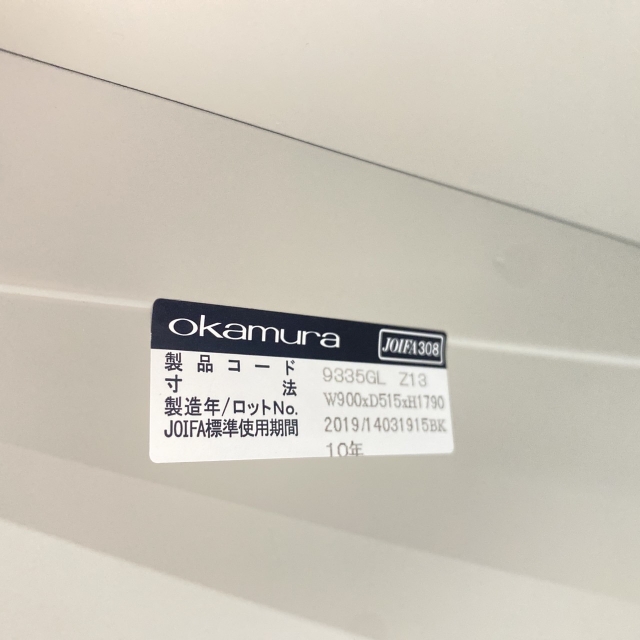 okamura JOIFA308
製品コード 9335GL Z13
寸法 W900xD515xH1790
製造年/ロットNo. 2019/14031915BK
JOIFA標準使用期間 10年